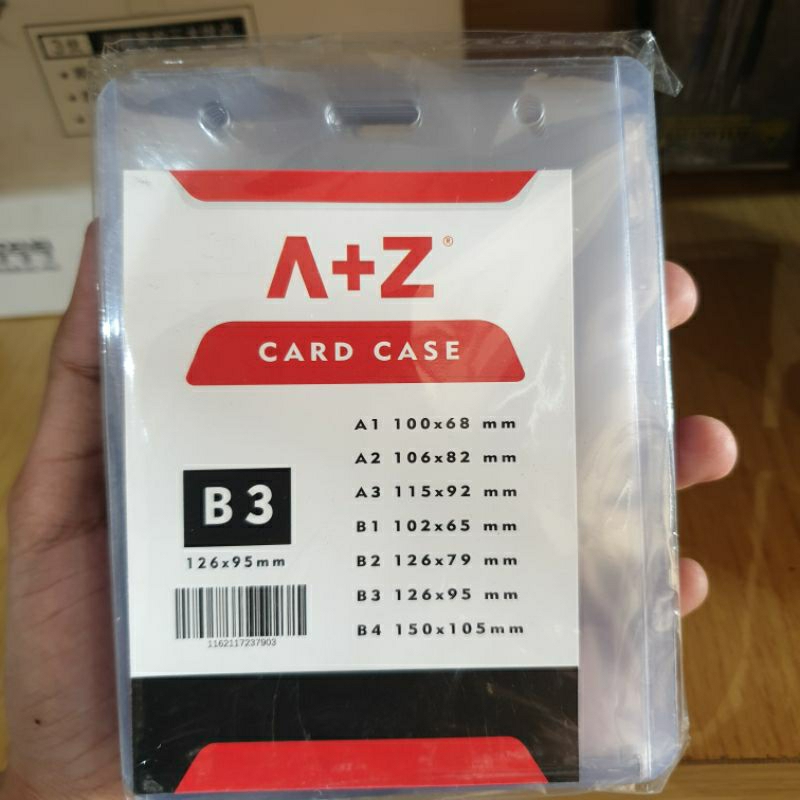 A+Z®
CARD CASE
A1 100x68 mm
A2 106x82 mm
A3 115x92 mm
B1 102x65 mm
B2 126x79 mm
B3 126x95 mm
B4 150x105mm
B3
126x95mm
1162117237903